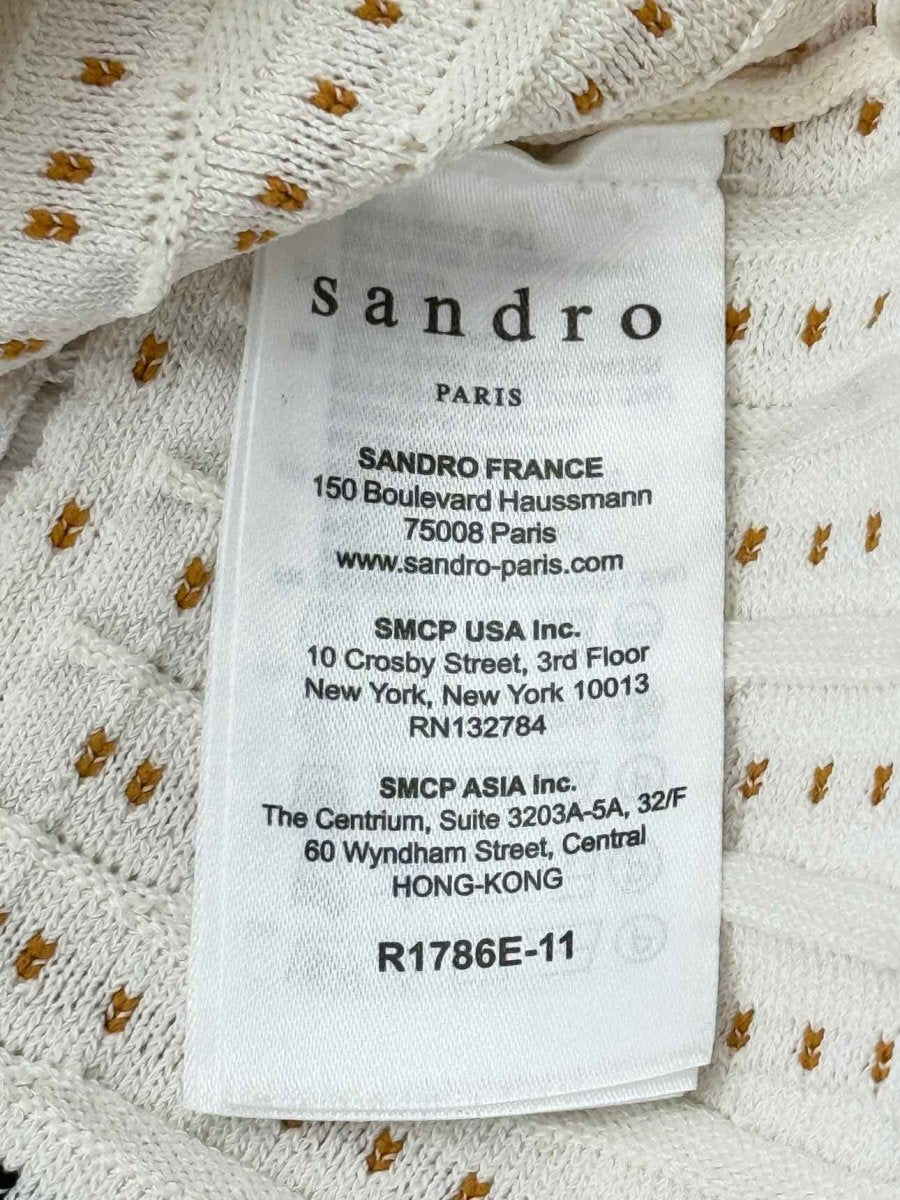 sandro
PARIS
SANDRO FRANCE
150 Boulevard Haussmann
75008 Paris
www.sandro-paris.com
SMCP USA Inc.
10 Crosby Street, 3rd Floor
New York, New York 10013
RN132784
SMCP ASIA Inc.
The Centrium, Suite 3203A-5A, 32/F
60 Wyndham Street, Central
HONG-KONG
R1786E-11